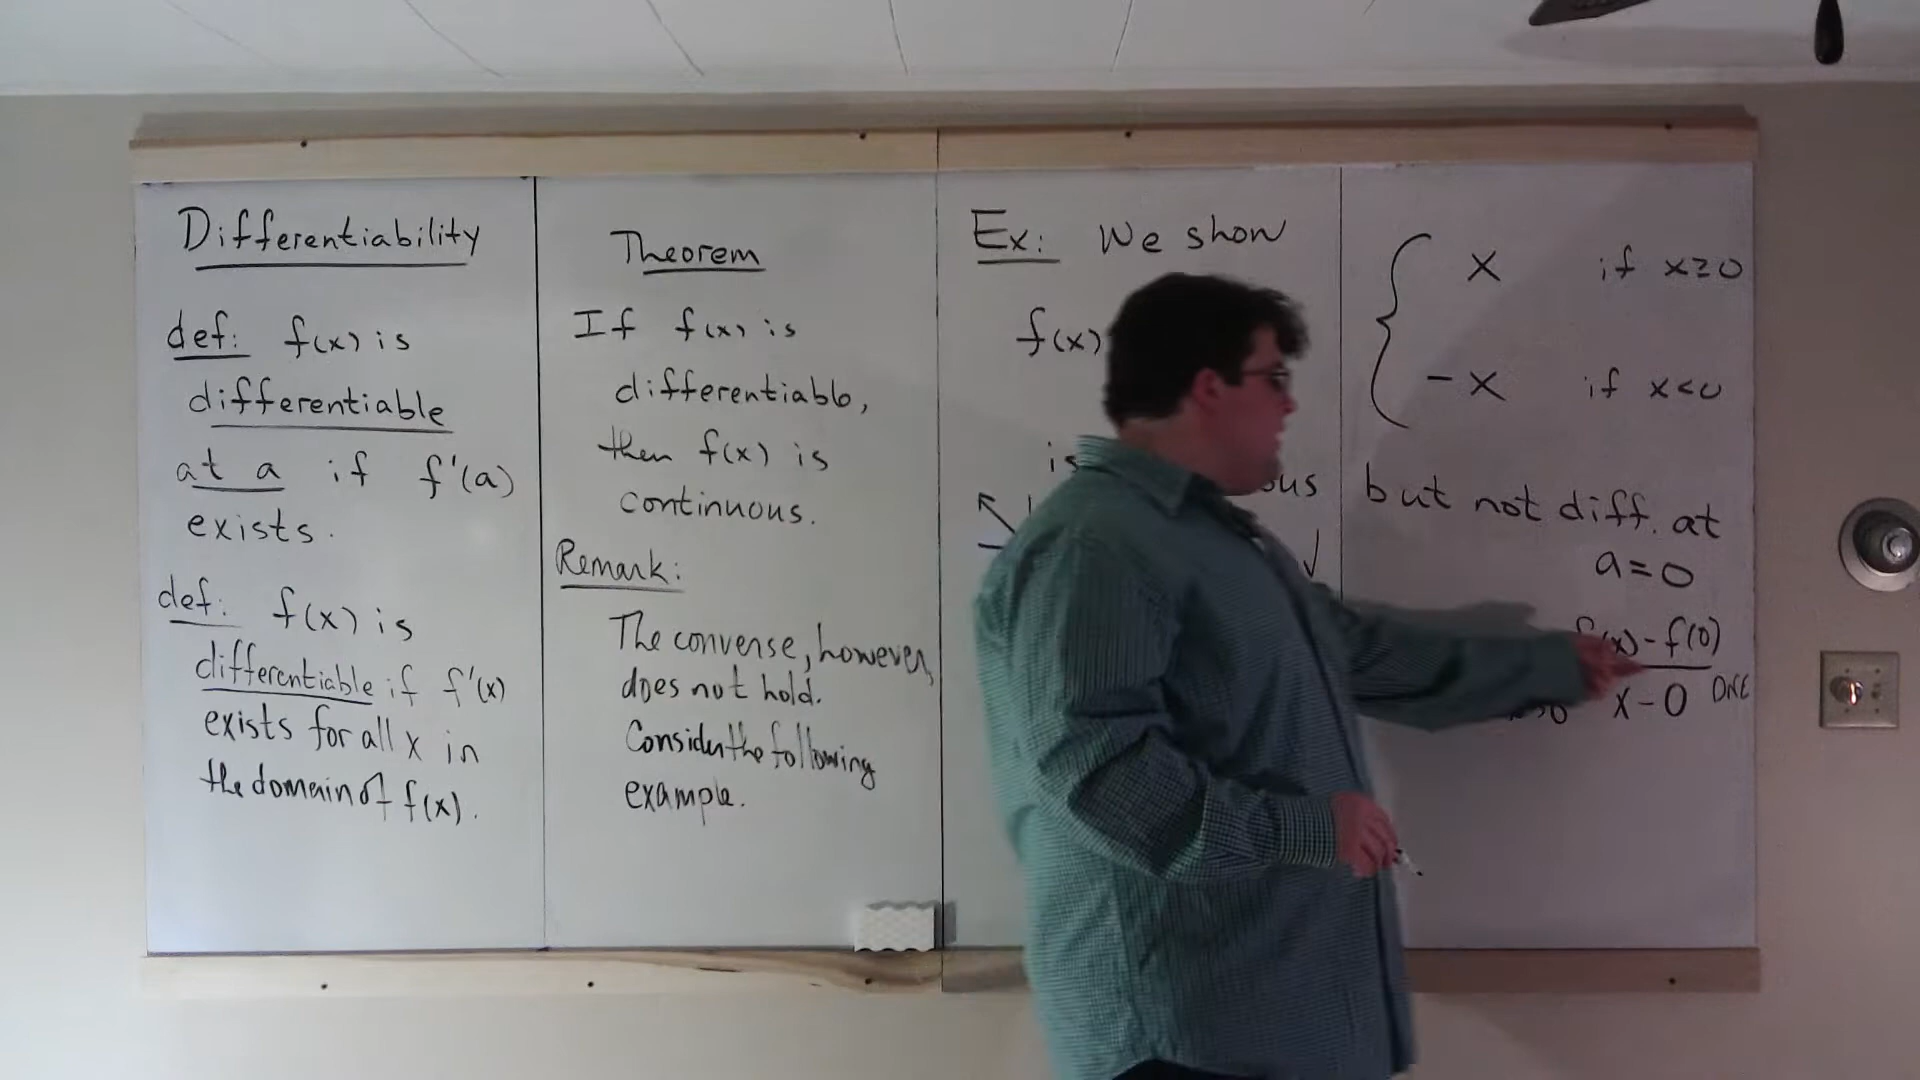 Differentiability
def: f(x) is
differentiable
at a if f'(a)
exists.
def: f(x) is
differentiable if f'(x)
exists for all x in
the domain of f(x).
Theorem
If f(x) is
differentiable,
then f(x) is
continuous.
Remark:
The converse, however,
does not hold.
Consider the following
example.
Ex: We show
f(x)
is
ous
x if x≥0
-x if x<0
but not diff. at
a=0
f(x)-f(0)
x-0 DNE